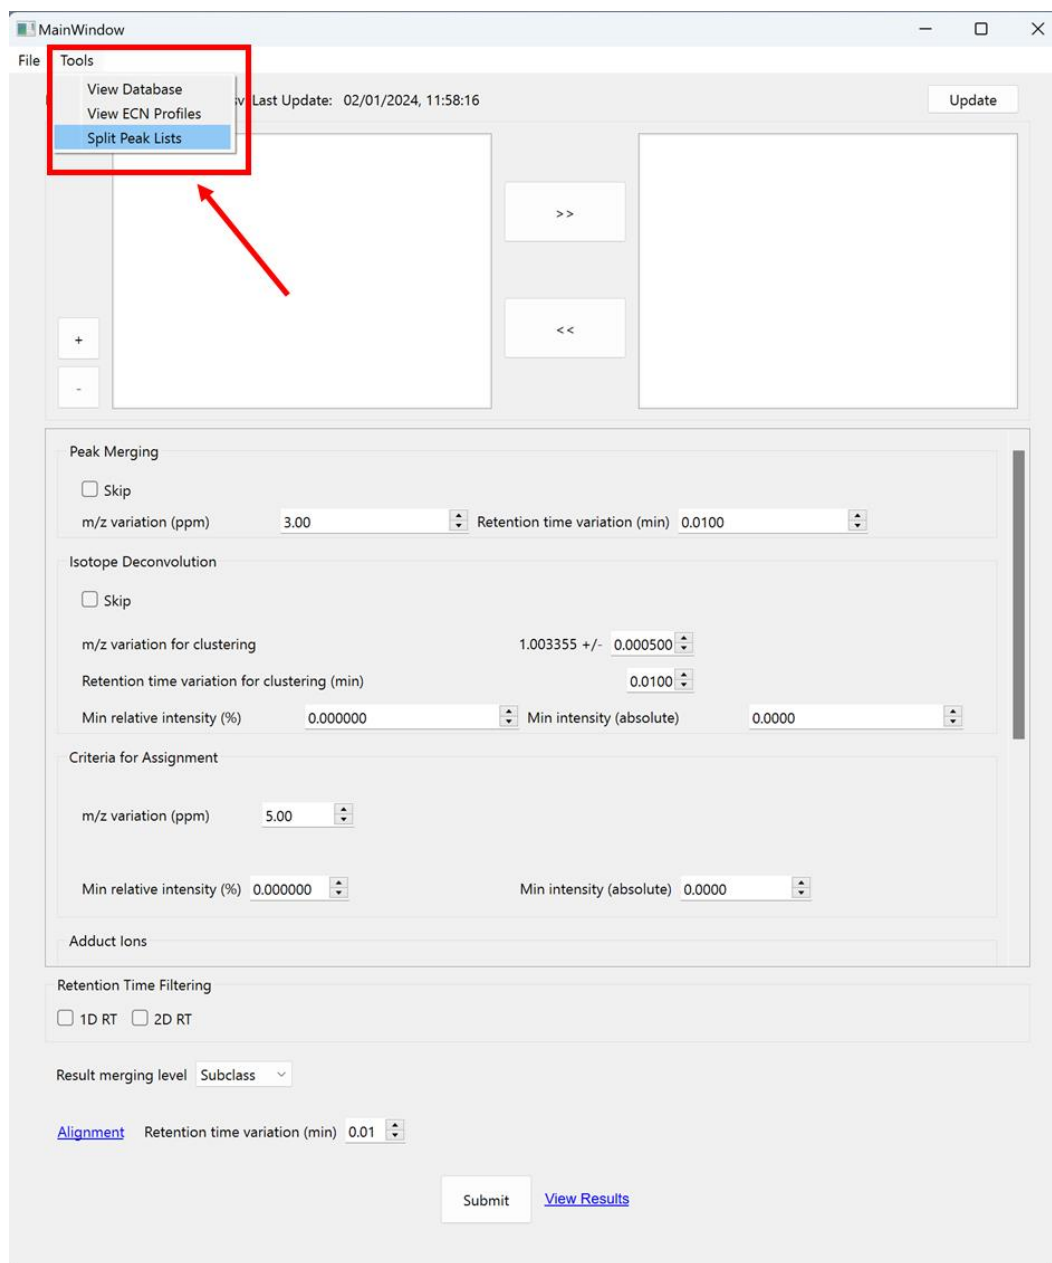 MainWindow
File Tools
View Database
sv Last Update: 02/01/2024, 11:58:16 Update
View ECN Profiles
Split Peak Lists
>>
<<
+
-
Peak Merging
Skip
m/z variation (ppm) 3.00 Retention time variation (min) 0.0100
Isotope Deconvolution
Skip
m/z variation for clustering 1.003355 +/- 0.000500
Retention time variation for clustering (min) 0.0100
Min relative intensity (%) 0.000000 Min intensity (absolute) 0.0000
Criteria for Assignment
m/z variation (ppm) 5.00
Min relative intensity (%) 0.000000 Min intensity (absolute) 0.0000
Adduct Ions
Retention Time Filtering
1D RT 2D RT
Result merging level Subclass
Alignment Retention time variation (min) 0.01
Submit View Results